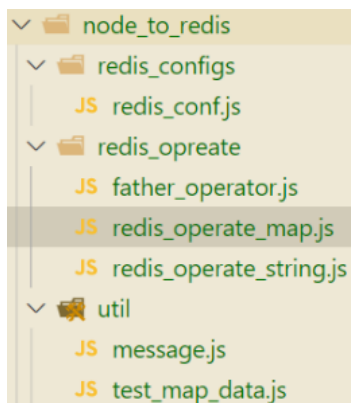 node_to_redis
redis_configs
JS redis_conf.js
redis_opreate
JS father_operator.js
JS redis_operate_map.js
JS redis_operate_string.js
util
JS message.js
JS test_map_data.js